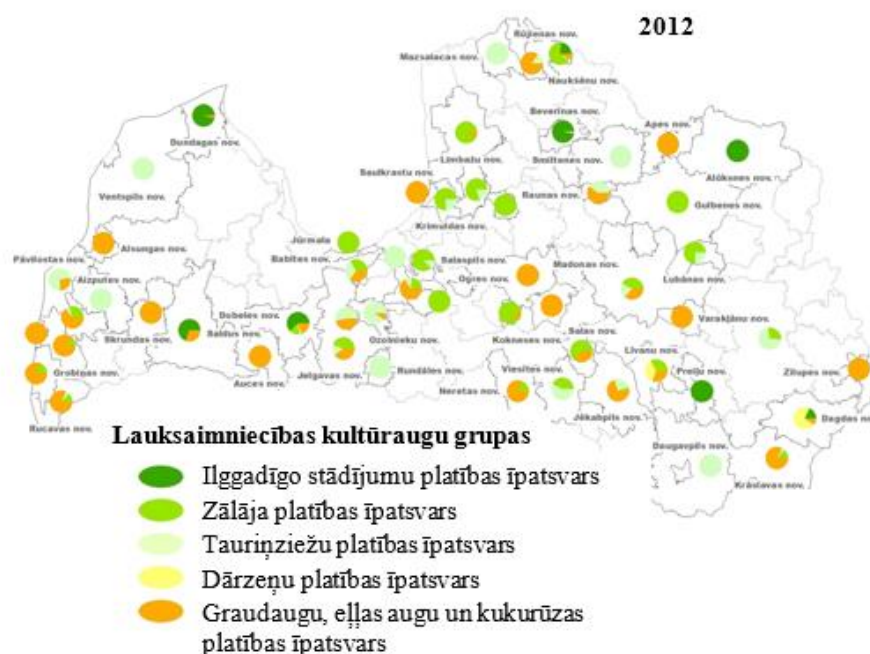 2012
Rūjienas nov.
Mazsalacas nov.
Naukšēnu nov.
Beverīnas nov.
Apes nov.
Dundagas nov.
Limbažu nov.
Smiltenes nov.
Saulkrastu nov.
Alūksnes nov.
Ventspils nov.
Raunas nov.
Gulbenes nov.
Krimuldas nov.
Jūrmala
Alsungas nov.
Pāvilostas nov.
Babītes nov.
Salaspils nov.
Madonas nov.
Aizputes nov.
Ogres nov.
Lubānas nov.
Dobeles nov.
Varakļānu nov.
Skrundas nov.
Saldus nov.
Ozolnieku nov.
Kokneses nov.
Salas nov.
Grobiņas nov.
Auces nov.
Jelgavas nov.
Rundāles nov.
Viesītes nov.
Līvānu nov.
Preiļu nov.
Zilupes nov.
Neretas nov.
Jēkabpils nov.
Rucavas nov.
Dagdas nov.
Daugavpils nov.
Krāslavas nov.
Lauksaimniecības kultūraugu grupas
Ilggadīgo stādījumu platības īpatsvars
Zālāja platības īpatsvars
Tauriņziežu platības īpatsvars
Dārzeņu platības īpatsvars
Graudaugu, eļļas augu un kukurūzas
platības īpatsvars